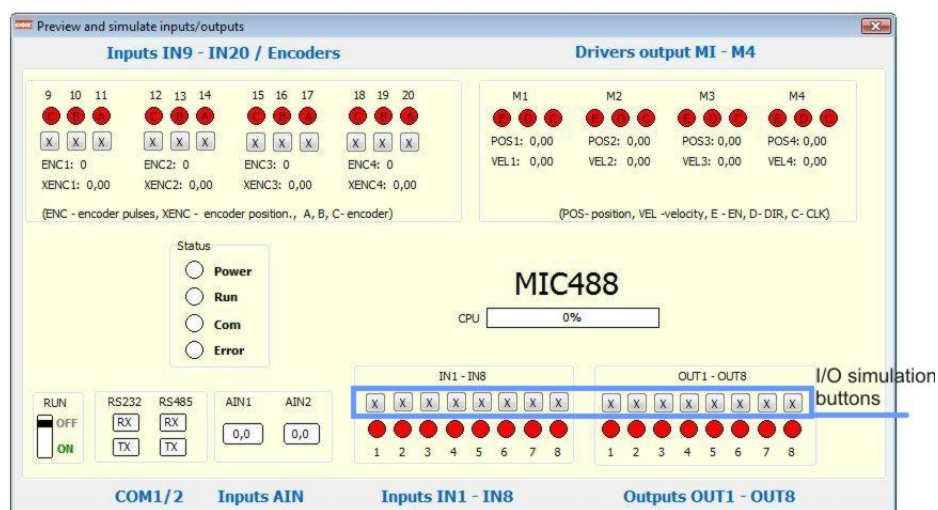 Preview and simulate inputs/outputs
Inputs IN9 - IN20 / Encoders
Drivers output MI - M4
9 10 11 12 13 14 15 16 17 18 19 20
C B A C B A C B A C B A
X X X X X X X X X X X X
ENC1: 0 ENC2: 0 ENC3: 0 ENC4: 0
XENC1: 0,00 XENC2: 0,00 XENC3: 0,00 XENC4: 0,00
(ENC - encoder pulses, XENC - encoder position., A, B, C- encoder)
M1 M2 M3 M4
E D C E D C E D C E D C
POS1: 0,00 POS2: 0,00 POS3: 0,00 POS4: 0,00
VEL1: 0,00 VEL2: 0,00 VEL3: 0,00 VEL4: 0,00
(POS- position, VEL -velocity, E - EN, D- DIR, C- CLK)
Status
Power
Run
Com
Error
MIC488
CPU 0%
RUN
OFF
ON
RS232 RS485
RX RX
TX TX
AIN1 AIN2
0,0 0,0
IN1 - IN8
X X X X X X X X
1 2 3 4 5 6 7 8
OUT1 - OUT8
X X X X X X X X
1 2 3 4 5 6 7 8
I/O simulation
buttons
COM1/2 Inputs AIN Inputs IN1 - IN8 Outputs OUT1 - OUT8